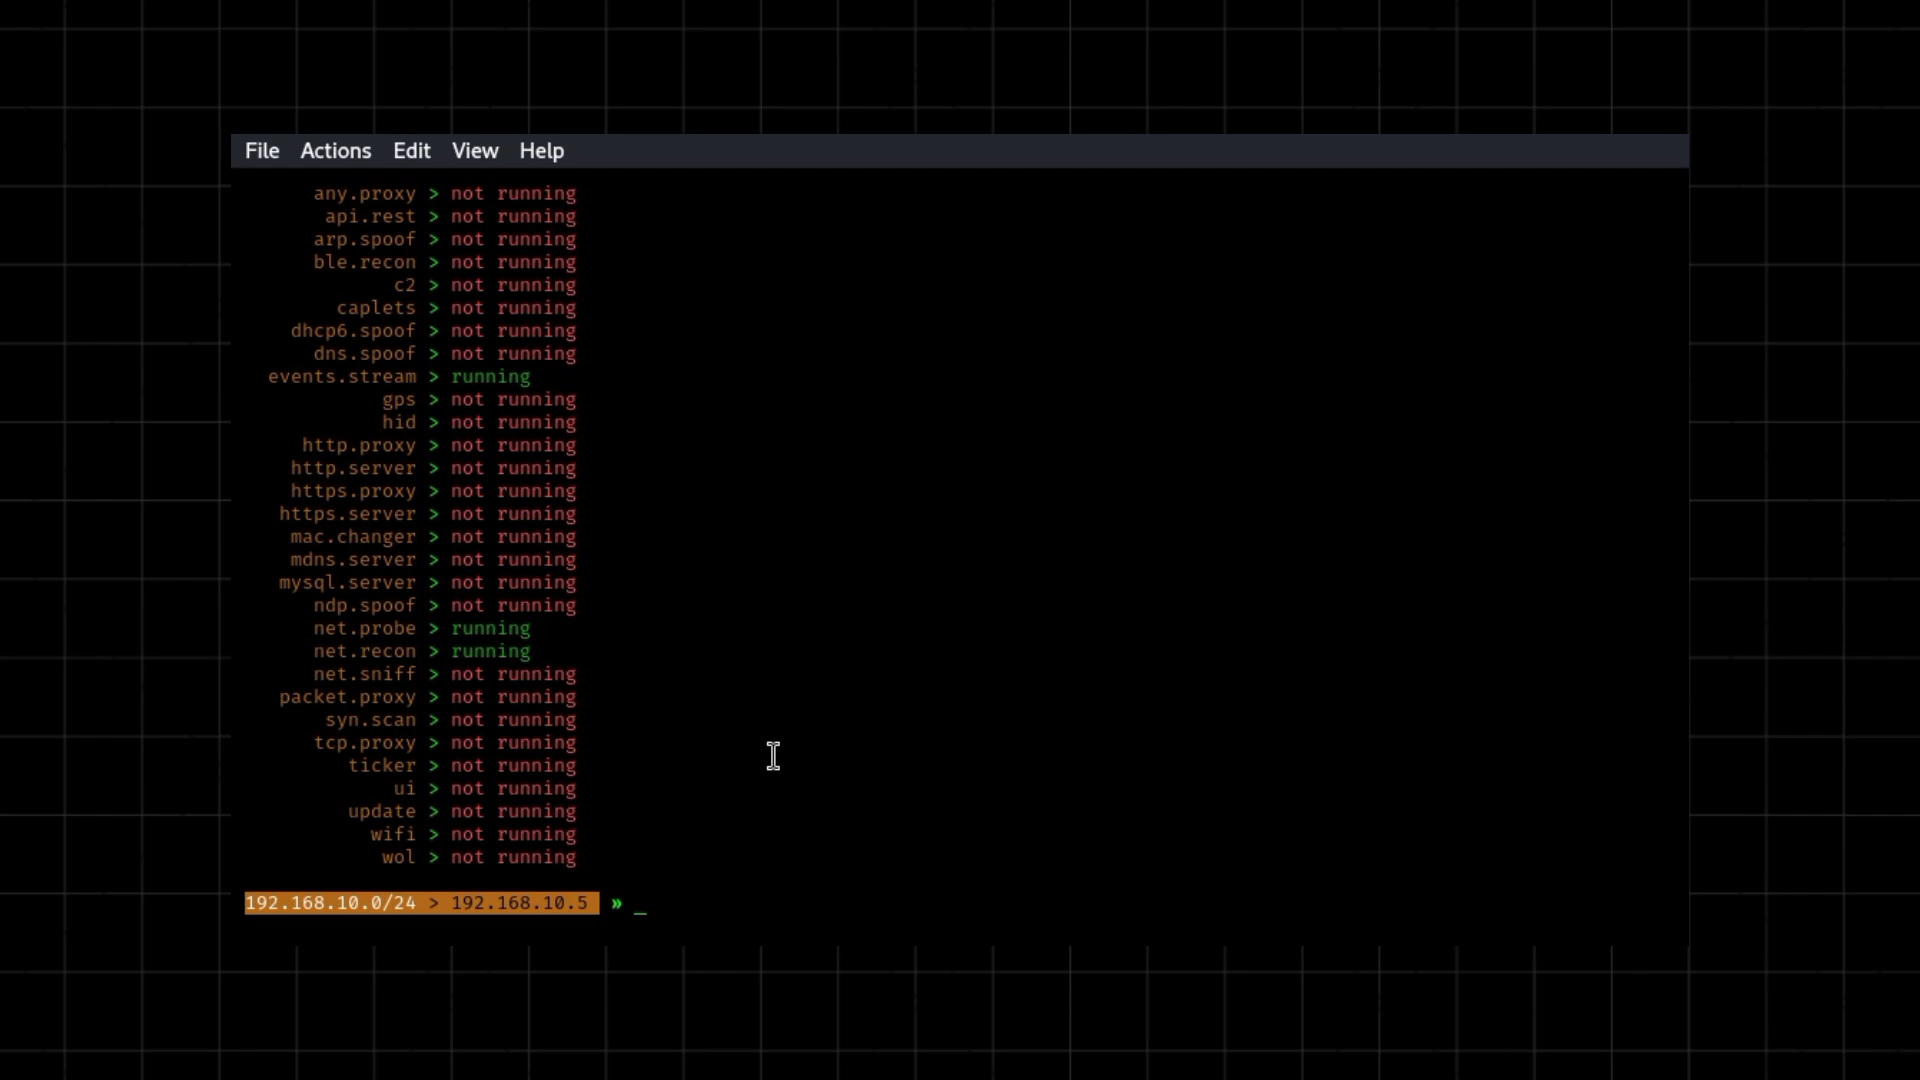 File Actions Edit View Help
any.proxy > not running
api.rest > not running
arp.spoof > not running
ble.recon > not running
c2 > not running
caplets > not running
dhcp6.spoof > not running
dns.spoof > not running
events.stream > running
gps > not running
hid > not running
http.proxy > not running
http.server > not running
https.proxy > not running
https.server > not running
mac.changer > not running
mdns.server > not running
mysql.server > not running
ndp.spoof > not running
net.probe > running
net.recon > running
net.sniff > not running
packet.proxy > not running
syn.scan > not running
tcp.proxy > not running
ticker > not running
ui > not running
update > not running
wifi > not running
wol > not running
192.168.10.0/24 > 192.168.10.5 » _